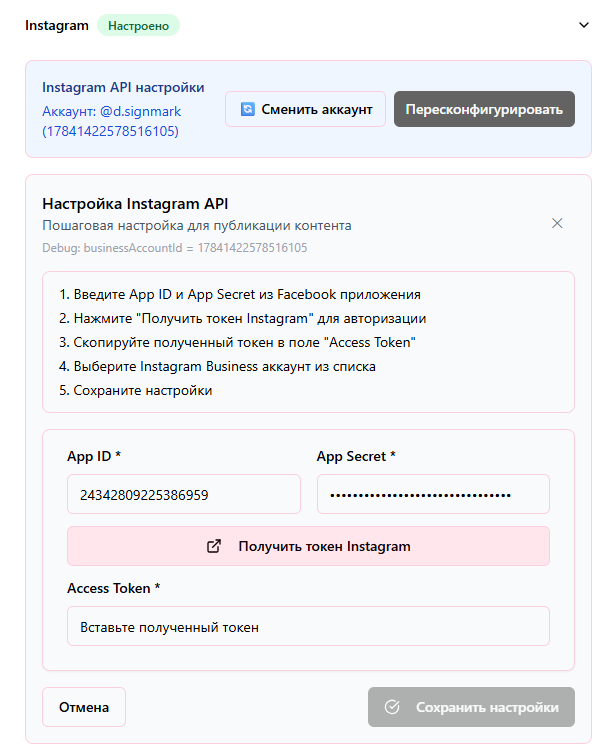 Instagram Настроено
Instagram API настройки
Аккаунт: @d.signmark
(17841422578516105)
Сменить аккаунт
Пересконфигурировать
Настройка Instagram API
Пошаговая настройка для публикации контента
Debug: businessAccountId = 17841422578516105
1. Введите App ID и App Secret из Facebook приложения
2. Нажмите "Получить токен Instagram" для авторизации
3. Скопируйте полученный токен в поле "Access Token"
4. Выберите Instagram Business аккаунт из списка
5. Сохраните настройки
App ID * App Secret *
24342809225386959 ••••••••••••••••••••••••••••••••
Получить токен Instagram
Access Token *
Вставьте полученный токен
Отмена Сохранить настройки